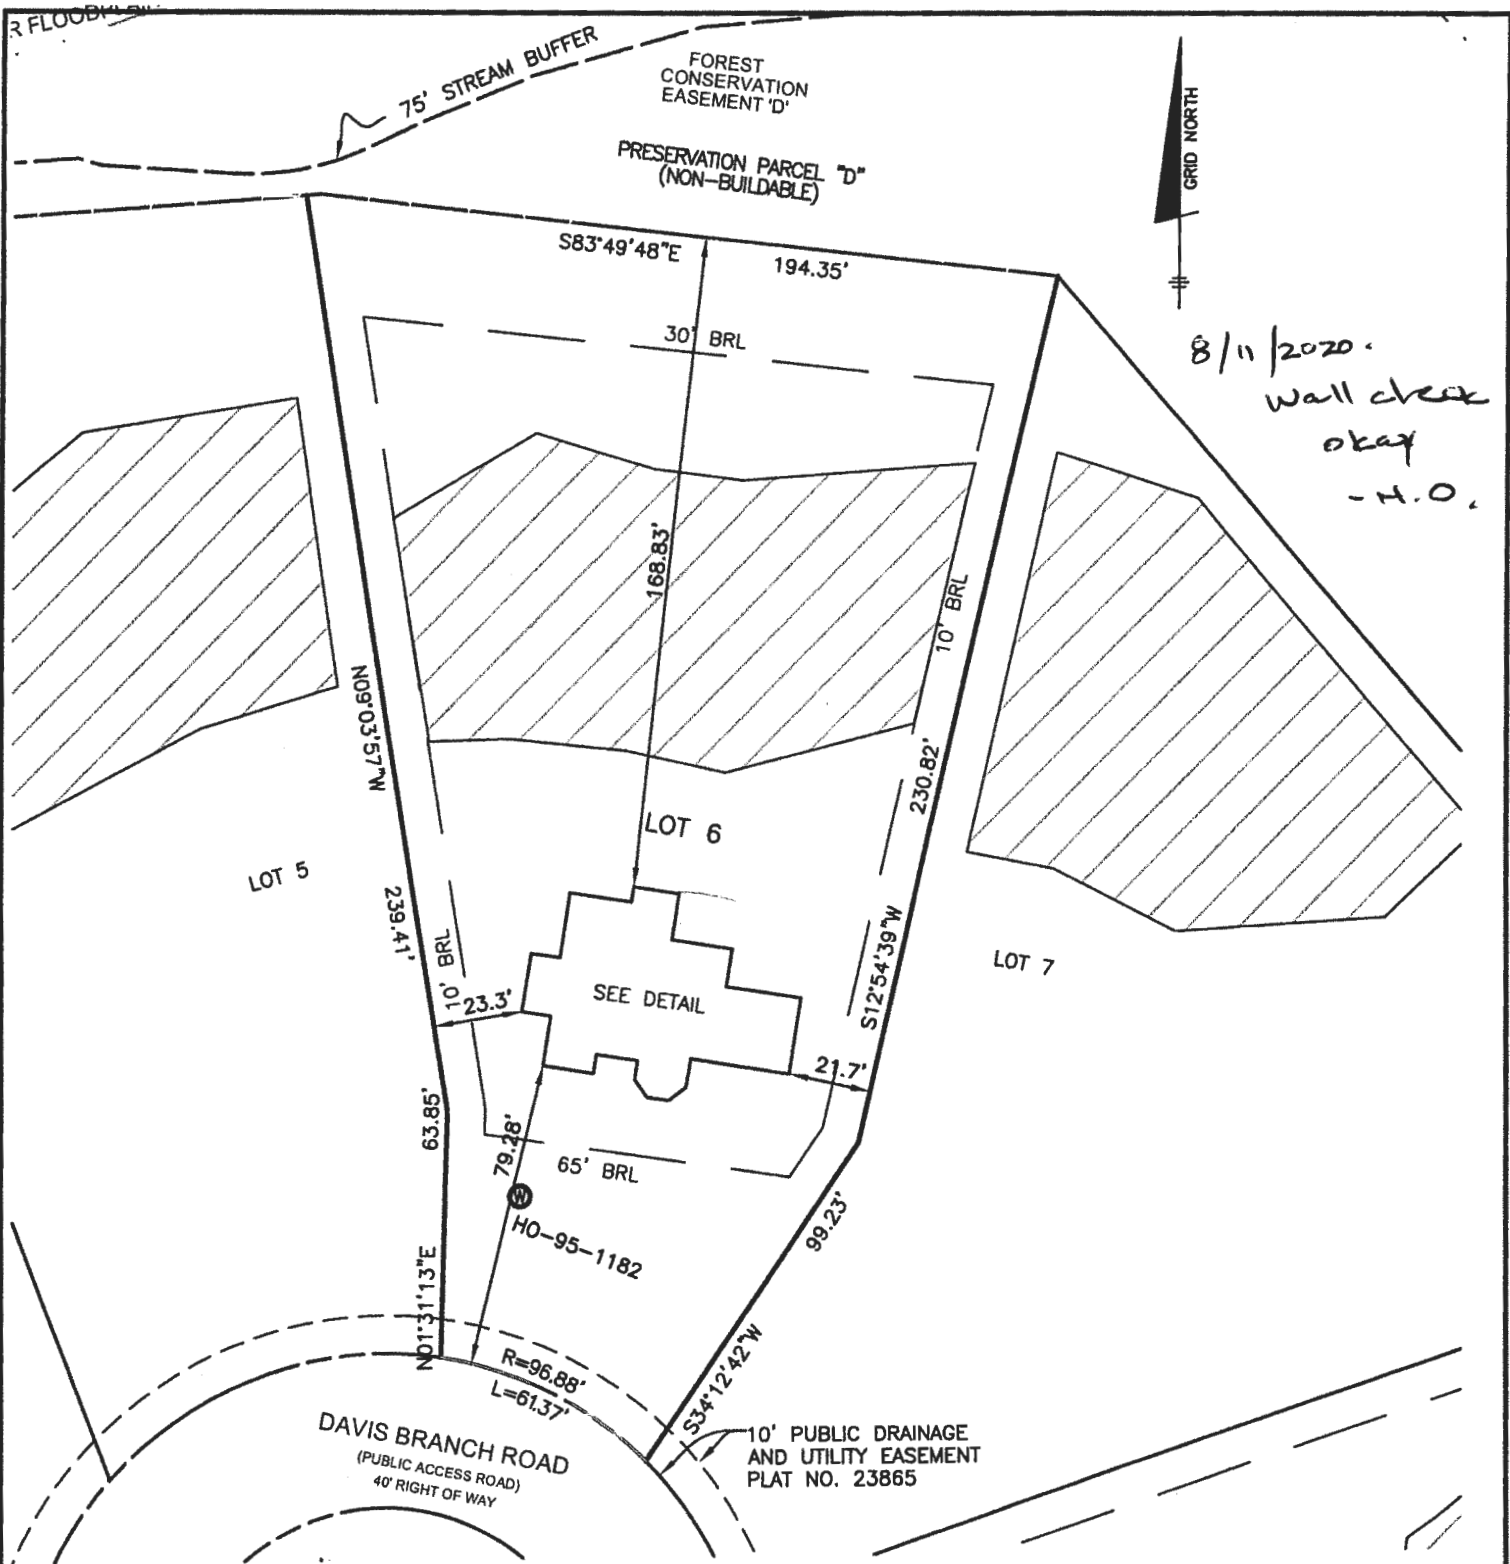 75' STREAM BUFFER
FOREST
CONSERVATION
EASEMENT 'D'
PRESERVATION PARCEL "D"
(NON-BUILDABLE)
GRID NORTH
S83°49'48"E
194.35'
30' BRL
8/11/2020.
Wall check
okay
- H.O.
168.83'
10' BRL
N09°03'57"W
230.82'
LOT 6
LOT 5
239.41'
10' BRL
S12°54'39"W
LOT 7
SEE DETAIL
23.3'
21.7'
63.85'
79.28'
65' BRL
W
HO-95-1182
99.23'
N01°31'13"E
R=96.88'
L=61.37'
S34°12'42"W
DAVIS BRANCH ROAD
(PUBLIC ACCESS ROAD)
40' RIGHT OF WAY
10' PUBLIC DRAINAGE
AND UTILITY EASEMENT
PLAT NO. 23865